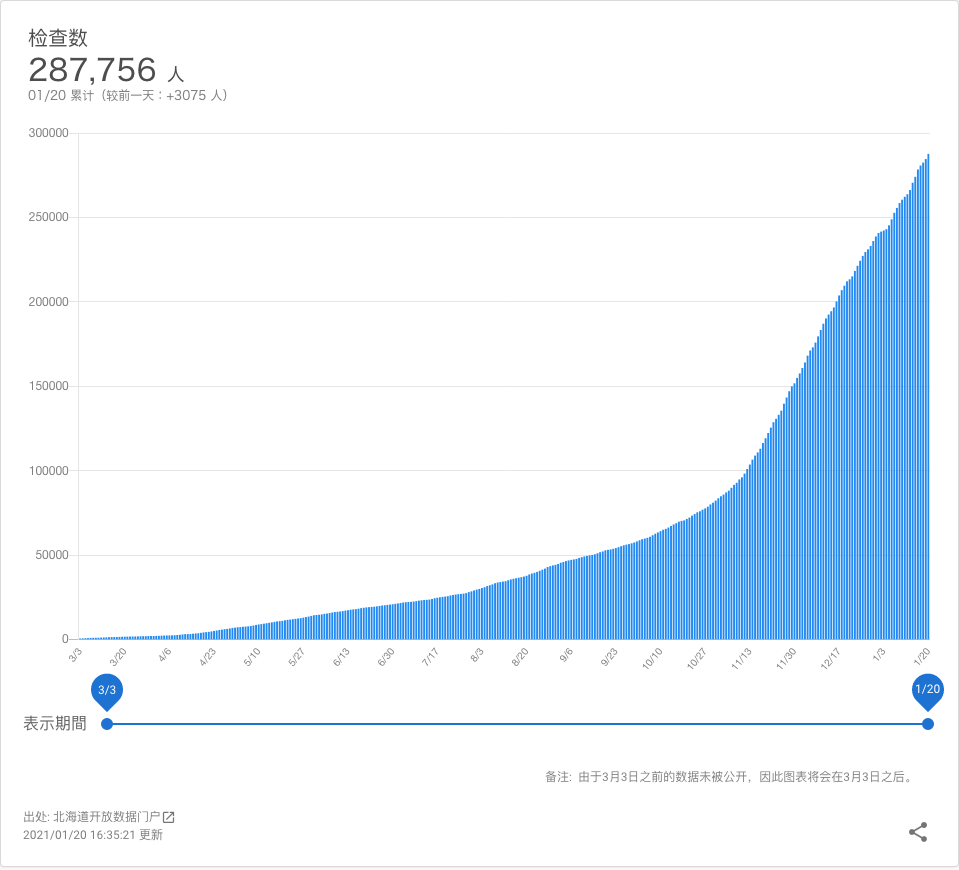 检查数
287,756 人
01/20 累计（较前一天：+3075 人）
300000
250000
200000
150000
100000
50000
0
3/3 3/20 4/6 4/23 5/10 5/27 6/13 6/30 7/17 8/3 8/20 9/6 9/23 10/10 10/27 11/13 11/30 12/17 1/3 1/20
3/3 1/20
表示期間
备注: 由于3月3日之前的数据未被公开，因此图表将会在3月3日之后。
出处: 北海道开放数据门户
2021/01/20 16:35:21 更新